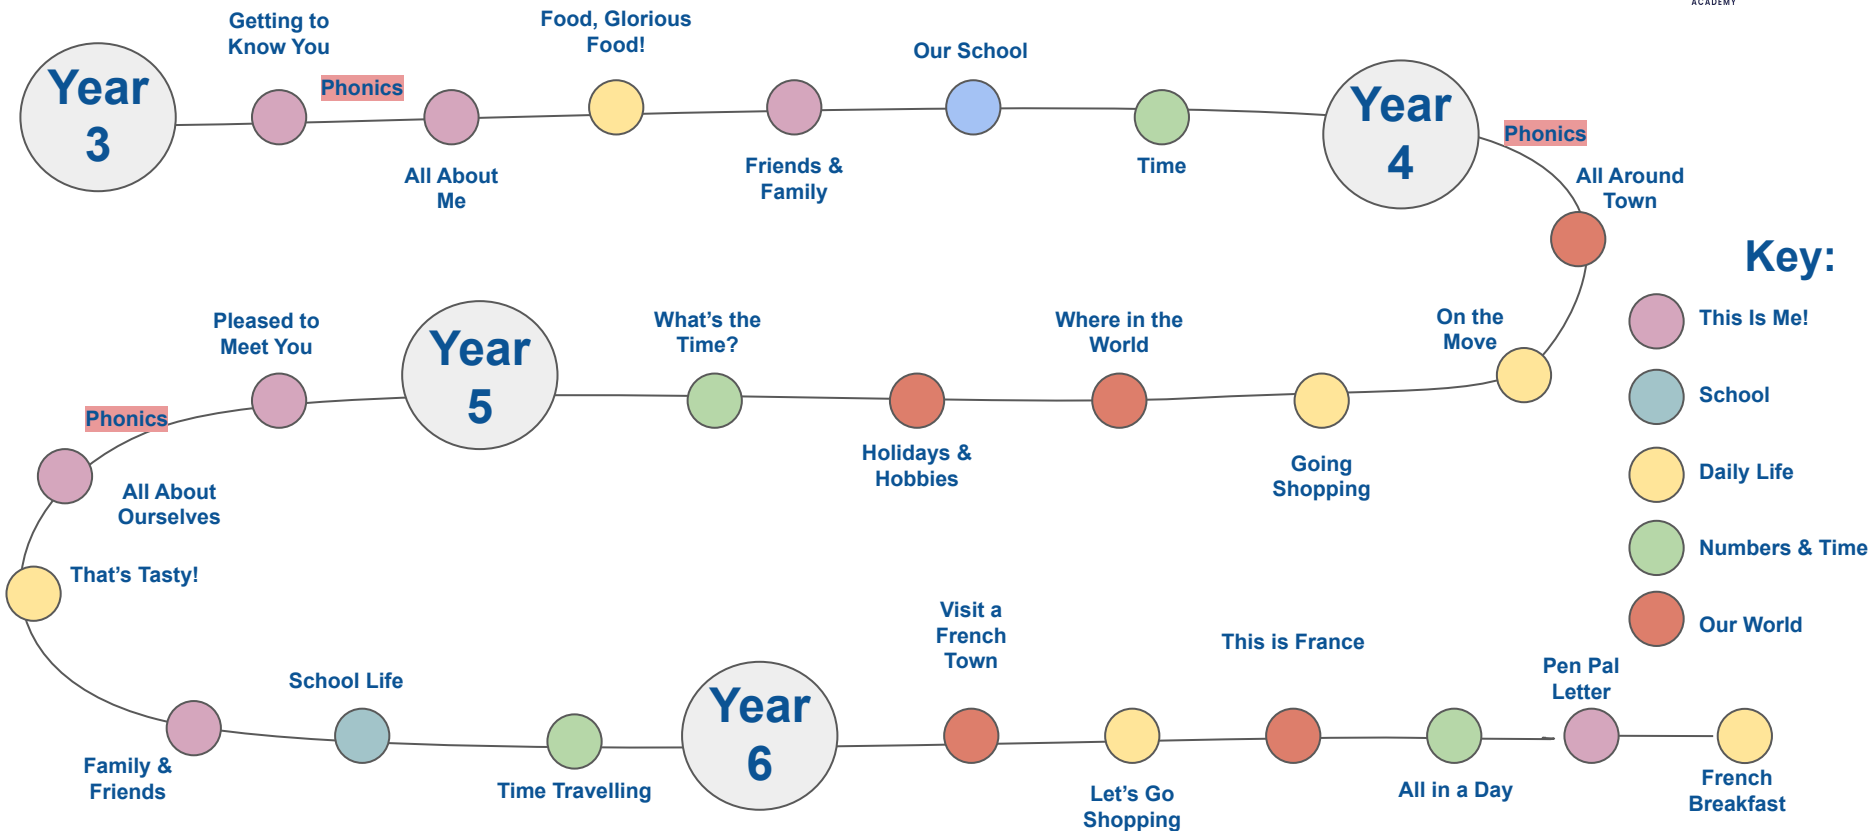 ACADEMY
Getting to
Know You
Food, Glorious
Food!
Our School
Year
3
Phonics
All About
Me
Friends &
Family
Time
Year
4
Phonics
All Around
Town
Key:
This Is Me!
School
Daily Life
Numbers & Time
Our World
On the
Move
Going
Shopping
Where in the
World
Holidays &
Hobbies
What's the
Time?
Year
5
Pleased to
Meet You
Phonics
All About
Ourselves
That's Tasty!
Family &
Friends
School Life
Time Travelling
Year
6
Visit a
French
Town
Let's Go
Shopping
This is France
All in a Day
Pen Pal
Letter
French
Breakfast